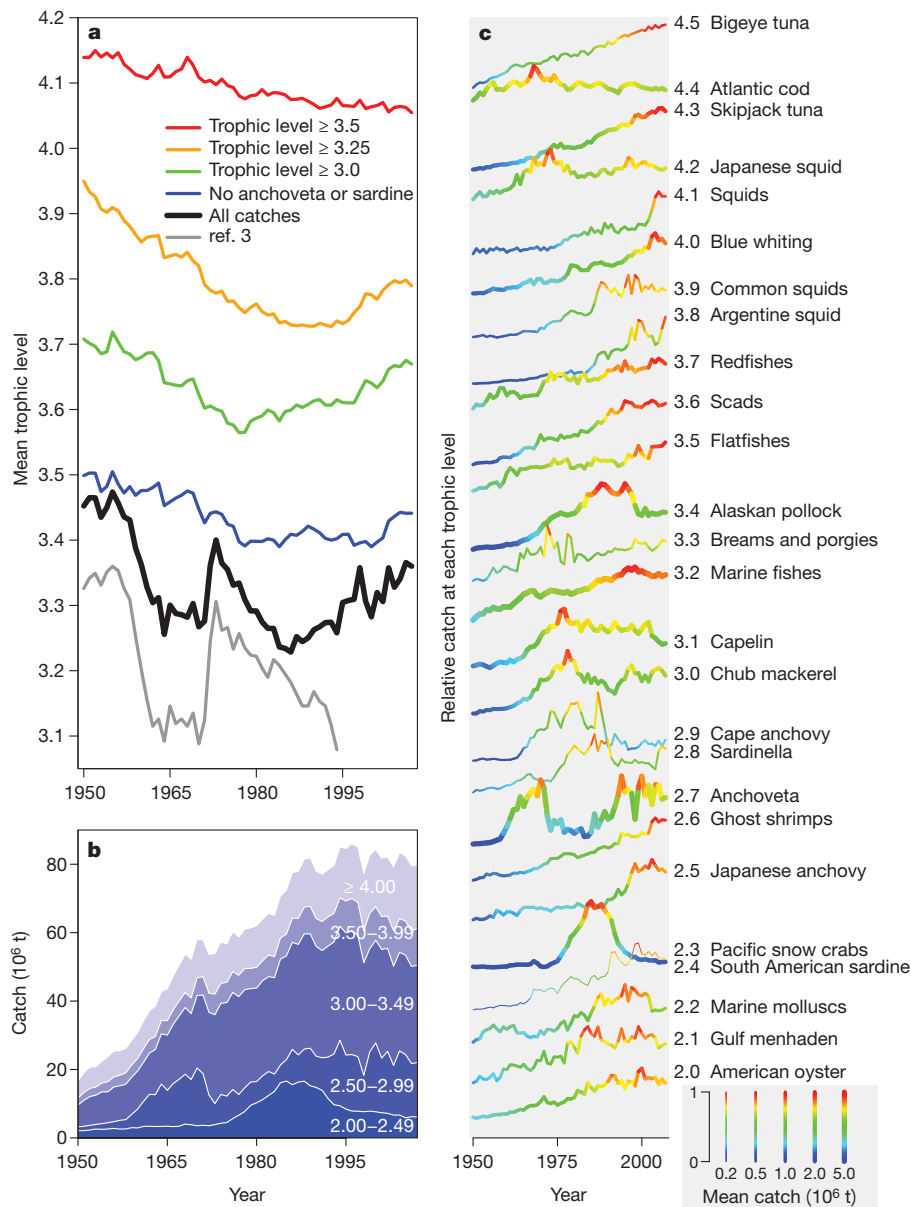 a
4.2
4.1
4.0
3.9
3.8
3.7
3.6
3.5
3.4
3.3
3.2
3.1
Mean trophic level
Trophic level ≥ 3.5
Trophic level ≥ 3.25
Trophic level ≥ 3.0
No anchoveta or sardine
All catches
ref. 3
1950 1965 1980 1995
b
80
60
40
20
0
Catch (10⁶ t)
≥ 4.00
3.50–3.99
3.00–3.49
2.50–2.99
2.00–2.49
1950 1965 1980 1995
Year
c
Relative catch at each trophic level
4.5 Bigeye tuna
4.4 Atlantic cod
4.3 Skipjack tuna
4.2 Japanese squid
4.1 Squids
4.0 Blue whiting
3.9 Common squids
3.8 Argentine squid
3.7 Redfishes
3.6 Scads
3.5 Flatfishes
3.4 Alaskan pollock
3.3 Breams and porgies
3.2 Marine fishes
3.1 Capelin
3.0 Chub mackerel
2.9 Cape anchovy
2.8 Sardinella
2.7 Anchoveta
2.6 Ghost shrimps
2.5 Japanese anchovy
2.3 Pacific snow crabs
2.4 South American sardine
2.2 Marine molluscs
2.1 Gulf menhaden
2.0 American oyster
1950 1975 2000
Year
1
0
0.2 0.5 1.0 2.0 5.0
Mean catch (10⁶ t)